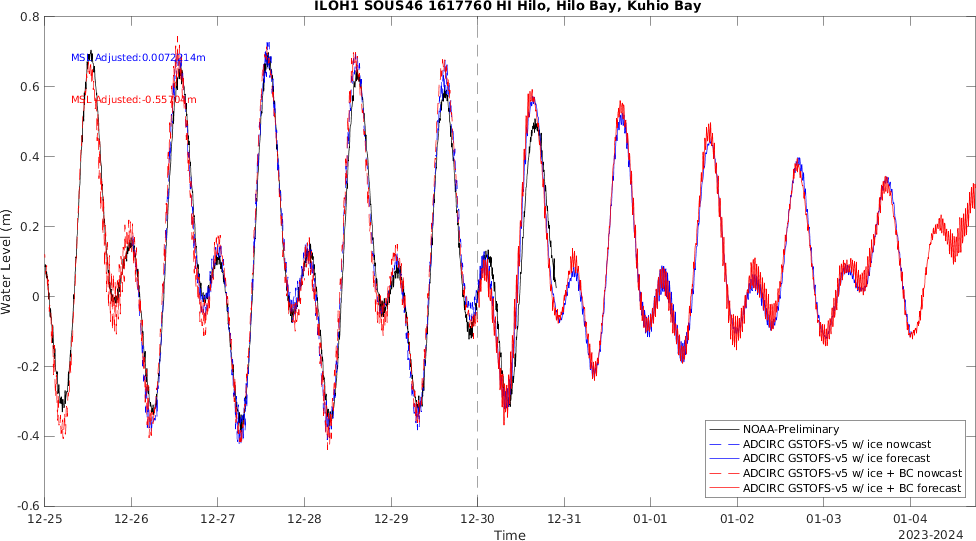 ILOH1 SOUS46 1617760 HI Hilo, Hilo Bay, Kuhio Bay
0.8
0.6
0.4
0.2
0
-0.2
-0.4
-0.6
Water Level (m)
MSL Adjusted:0.0072214m
MSL Adjusted:
NOAA-Preliminary
ADCIRC GSTOFS-v5 w/ ice nowcast
ADCIRC GSTOFS-v5 w/ ice forecast
ADCIRC GSTOFS-v5 w/ ice + BC nowcast
ADCIRC GSTOFS-v5 w/ ice + BC forecast
12-25 12-26 12-27 12-28 12-29 12-30 12-31 01-01 01-02 01-03 01-04
2023-2024
Time